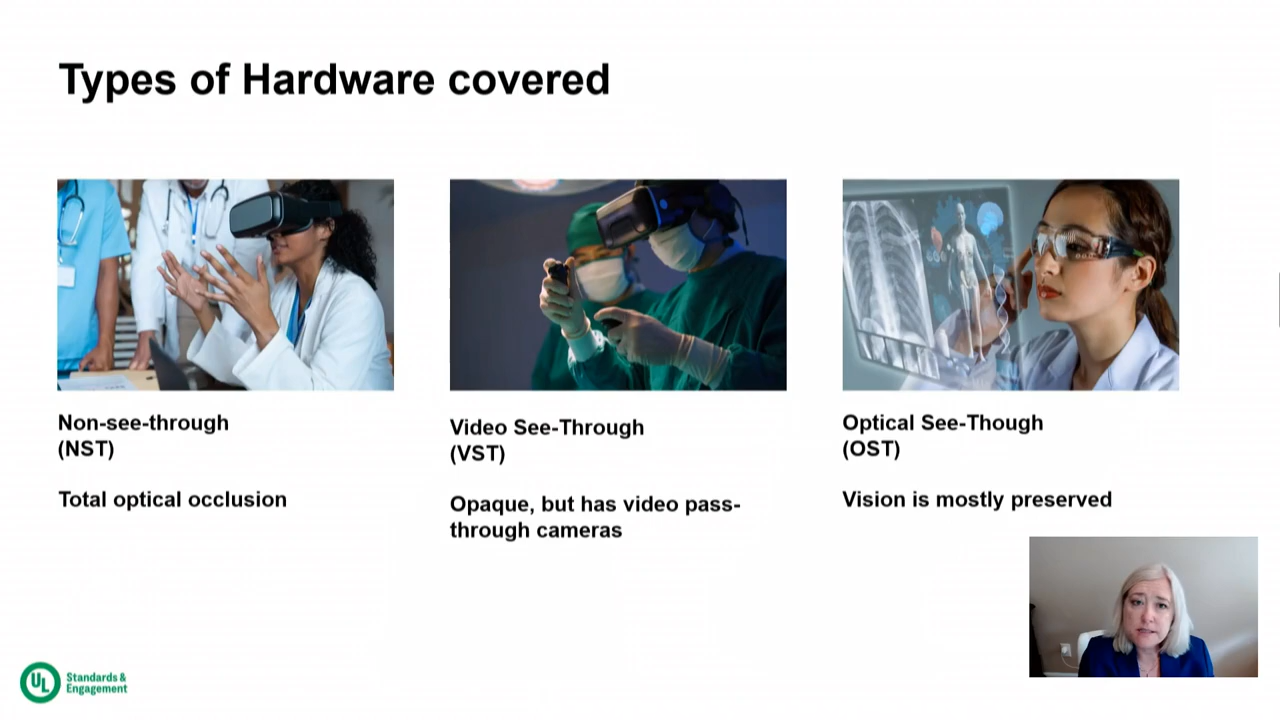 Types of Hardware covered
Non-see-through
(NST)
Total optical occlusion
Video See-Through
(VST)
Opaque, but has video pass-
through cameras
Optical See-Though
(OST)
Vision is mostly preserved
UL
Standards &
Engagement